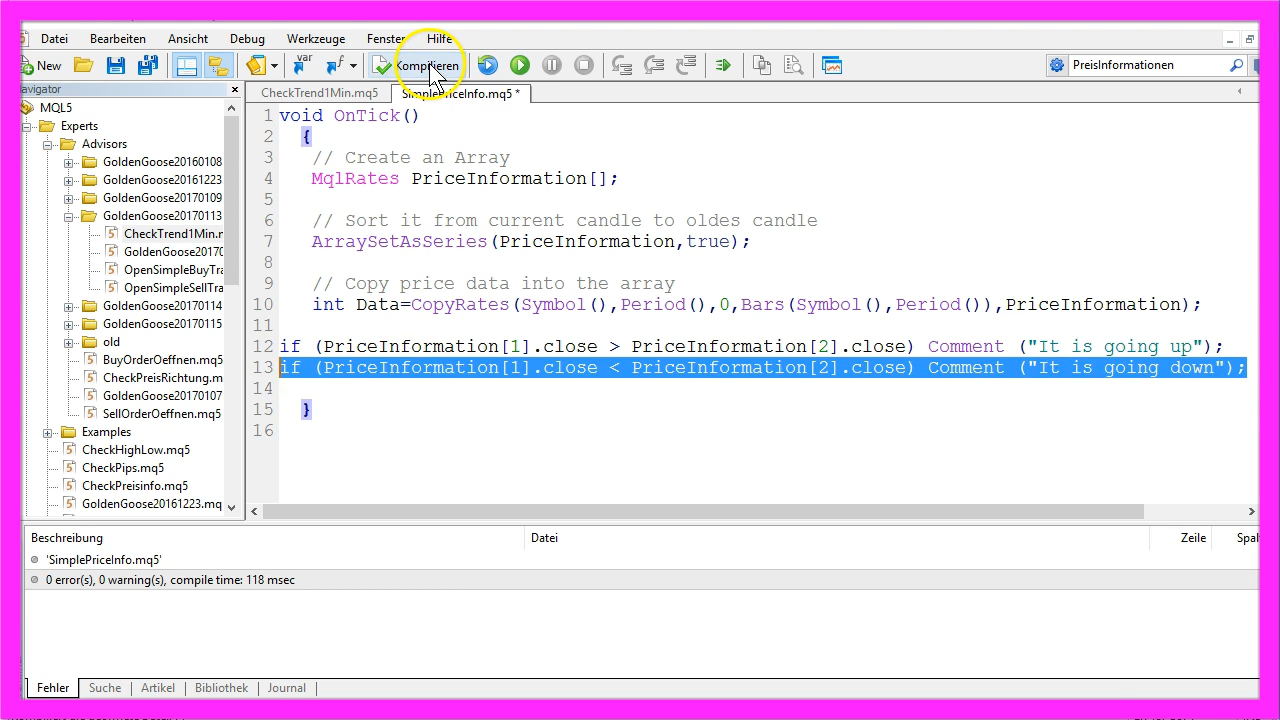 Datei Bearbeiten Ansicht Debug Werkzeuge Fenster Hilfe
New var Kompilieren PreisInformationen
avigator
CheckTrend1Min.mq5 SimplePriceInfo.mq5 *
MQL5
Experts
Advisors
GoldenGoose20160108
GoldenGoose20161223
GoldenGoose20170109
GoldenGoose20170113
CheckTrend1Min.r
GoldenGoose20170
OpenSimpleBuyTra
OpenSimpleSellTra
GoldenGoose20170114
GoldenGoose20170115
old
BuyOrderOeffnen.mq5
CheckPreisRichtung.m
GoldenGoose20170107
SellOrderOeffnen.mq5
Examples
CheckHighLow.mq5
CheckPips.mq5
CheckPreisinfo.mq5
GoldenGoose20161223.mq
1 void OnTick()
2 {
3 // Create an Array
4 MqlRates PriceInformation[];
5
6 // Sort it from current candle to oldes candle
7 ArraySetAsSeries(PriceInformation,true);
8
9 // Copy price data into the array
10 int Data=CopyRates(Symbol(),Period(),0,Bars(Symbol(),Period()),PriceInformation);
11
12 if (PriceInformation[1].close > PriceInformation[2].close) Comment ("It is going up");
13 if (PriceInformation[1].close < PriceInformation[2].close) Comment ("It is going down");
14
15 }
16
Beschreibung Datei Zeile Spal
'SimplePriceInfo.mq5'
0 error(s), 0 warning(s), compile time: 118 msec
Fehler Suche Artikel Bibliothek Journal